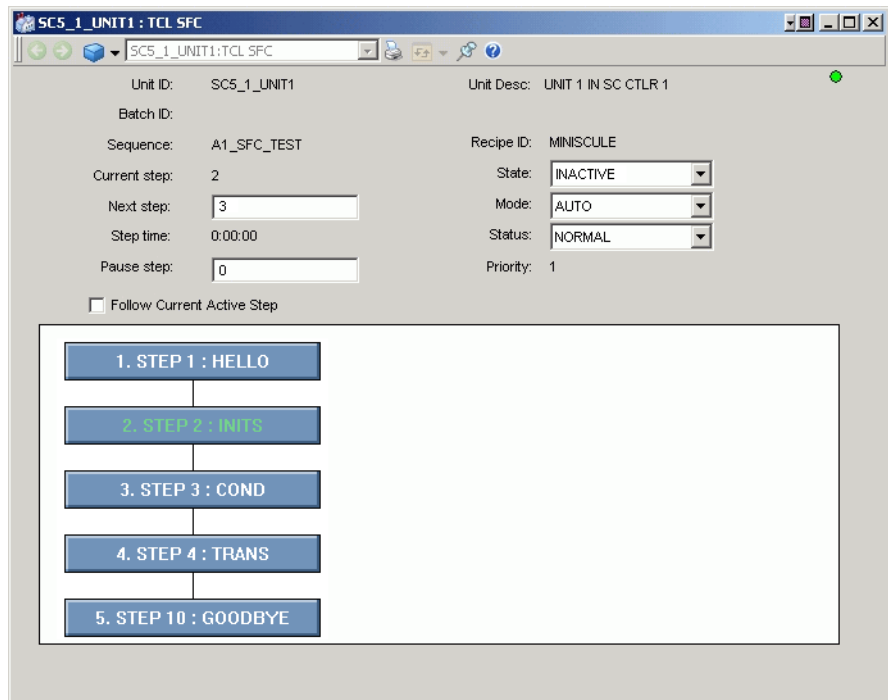 SC5_1_UNIT1 : TCL SFC
SC5_1_UNIT1:TCL SFC
Unit ID: SC5_1_UNIT1 Unit Desc: UNIT 1 IN SC CTLR 1
Batch ID:
Sequence: A1_SFC_TEST Recipe ID: MINISCULE
Current step: 2 State: INACTIVE
Next step: 3 Mode: AUTO
Step time: 0:00:00 Status: NORMAL
Pause step: 0 Priority: 1
Follow Current Active Step
1. STEP 1 : HELLO
2. STEP 2 : INITS
3. STEP 3 : COND
4. STEP 4 : TRANS
5. STEP 10 : GOODBYE